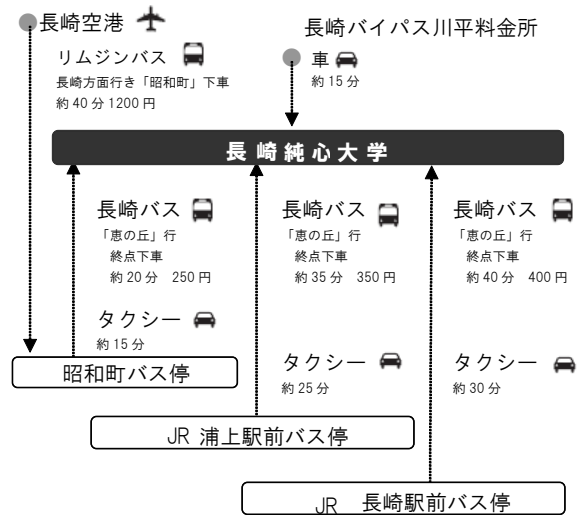 長崎空港
リムジンバス
長崎方面行き「昭和町」下車
約40分1200円
長崎バイパス川平料金所
車
約15分
長崎純心大学
長崎バス
「恵の丘」行
終点下車
約20分 250円
タクシー
約15分
昭和町バス停
長崎バス
「恵の丘」行
終点下車
約35分 350円
タクシー
約25分
JR 浦上駅前バス停
長崎バス
「恵の丘」行
終点下車
約40分 400円
タクシー
約30分
JR 長崎駅前バス停